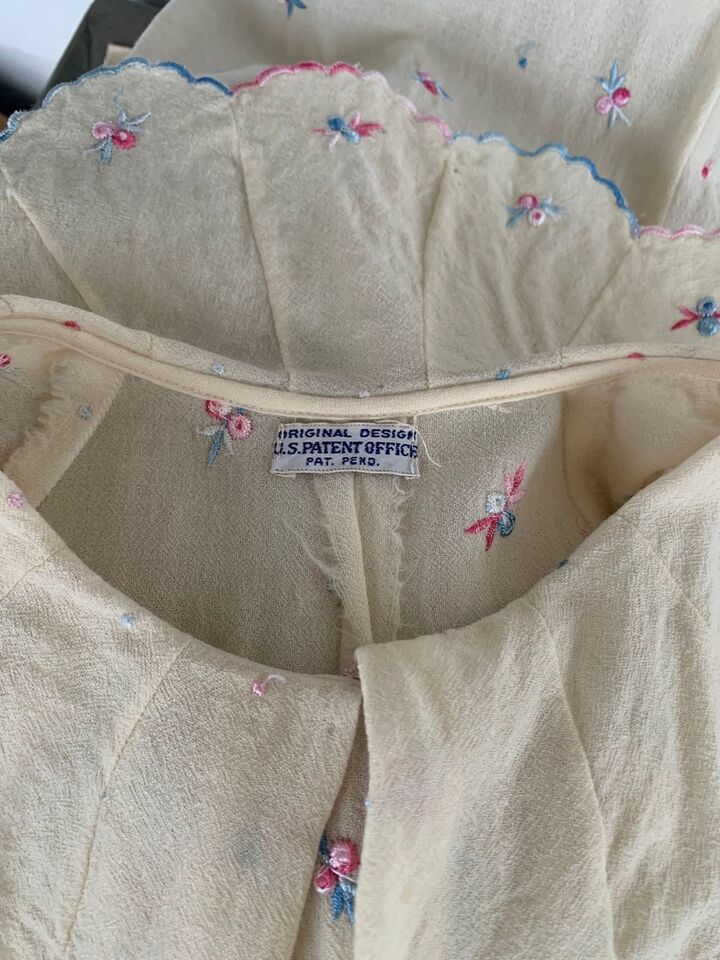 ORIGINAL DESIGN
U.S. PATENT OFFICE
PAT. PEND.